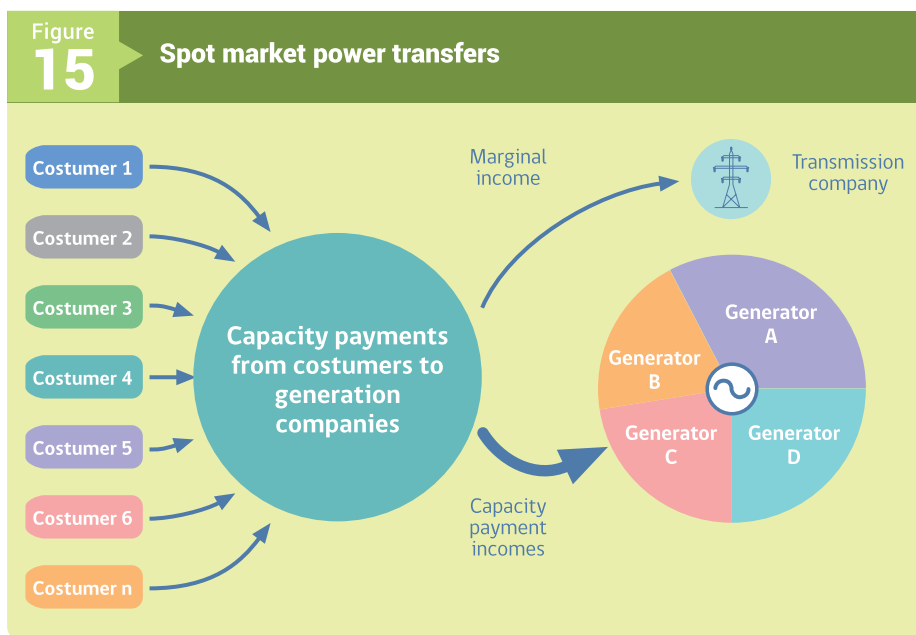 Figure
15
Spot market power transfers
Costumer 1
Costumer 2
Costumer 3
Costumer 4
Costumer 5
Costumer 6
Costumer n
Capacity payments
from costumers to
generation
companies
Marginal
income
Transmission
company
Generator
A
Generator
B
Generator
C
Generator
D
Capacity
payment
incomes